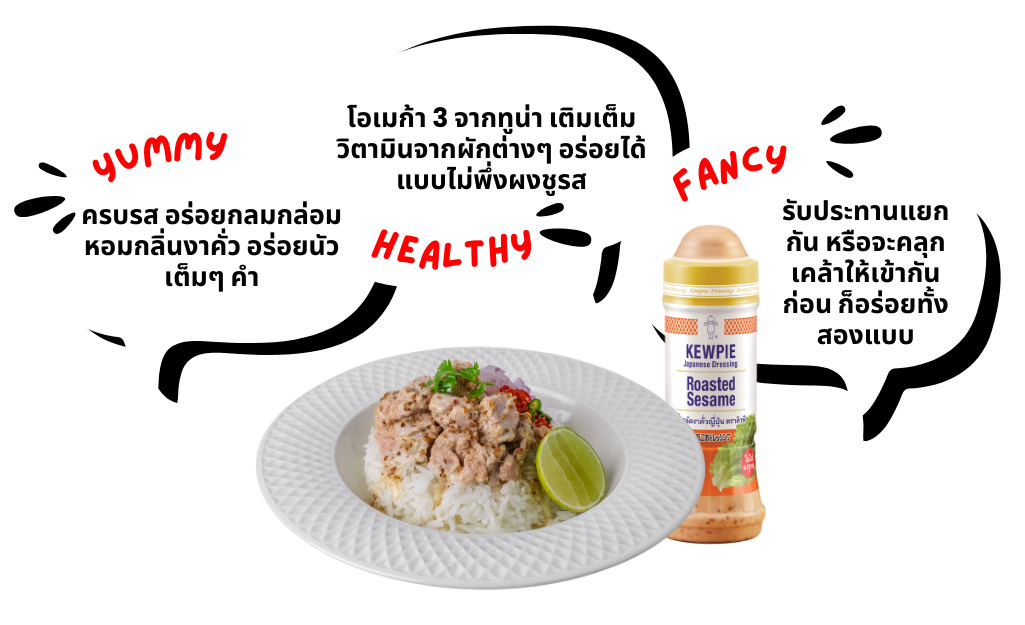 YUMMY
ครบรส อร่อยกลมกล่อม
หอมกลิ่นงาคั่ว อร่อยนัว
เต็มๆ คำ
โอเมก้า 3 จากทูน่า เติมเต็ม
วิตามินจากผักต่างๆ อร่อยได้
แบบไม่พึ่งผงชูรส
HEALTHY
FANCY
รับประทานแยก
กัน หรือจะคลุก
เคล้าให้เข้ากัน
ก่อน ก็อร่อยทั้ง
สองแบบ
Kewpie Dressing
KEWPIE
Japanese Dressing
Roasted
Sesame